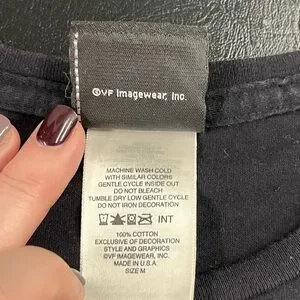 ©VF Imagewear, Inc.
MACHINE WASH COLD
WITH SIMILAR COLORS
GENTLE CYCLE INSIDE OUT
DO NOT BLEACH
TUMBLE DRY LOW GENTLE CYCLE
DO NOT IRON DECORATION
INT
100% COTTON
EXCLUSIVE OF DECORATION
STYLE AND GRAPHICS
©VF IMAGEWEAR, INC.
MADE IN U.S.A.
SIZE M